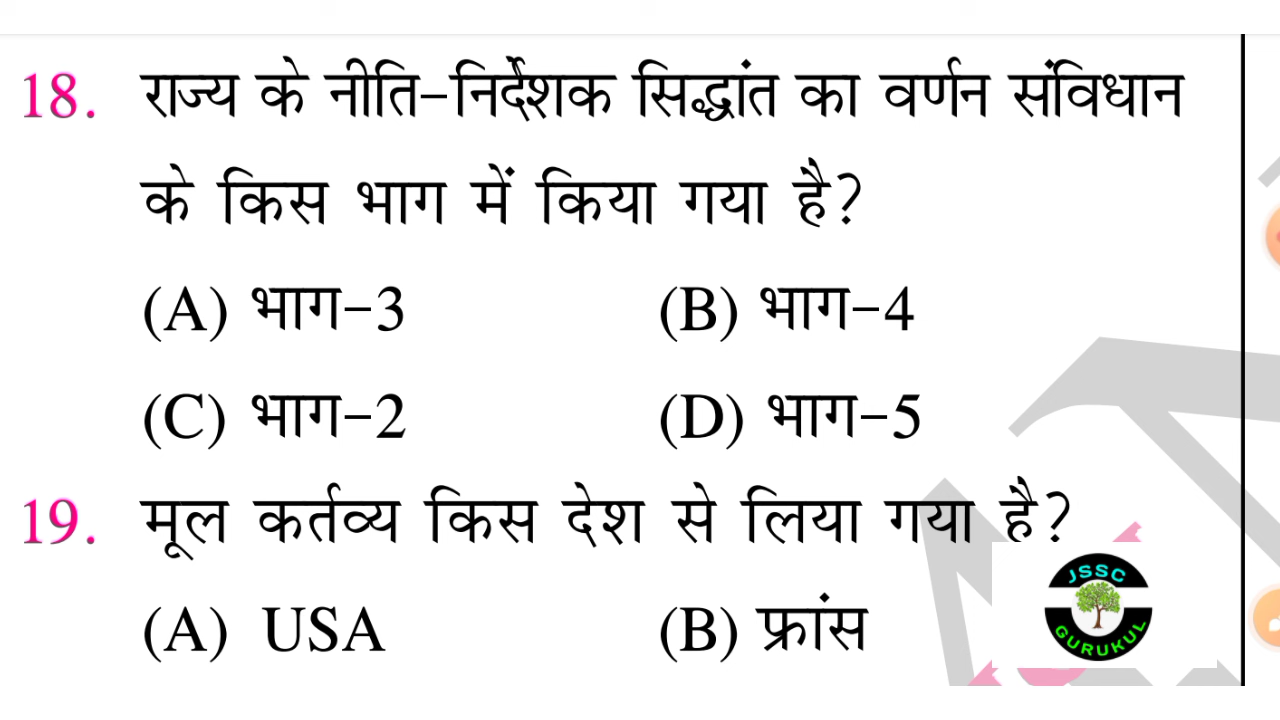 18. राज्य के नीति-निर्देशक सिद्धांत का वर्णन संविधान
के किस भाग में किया गया है?
(A) भाग-3 (B) भाग-4
(C) भाग-2 (D) भाग-5
19. मूल कर्तव्य किस देश से लिया गया है?
(A) USA (B) फ्रांस
JSSC
GURUKUL